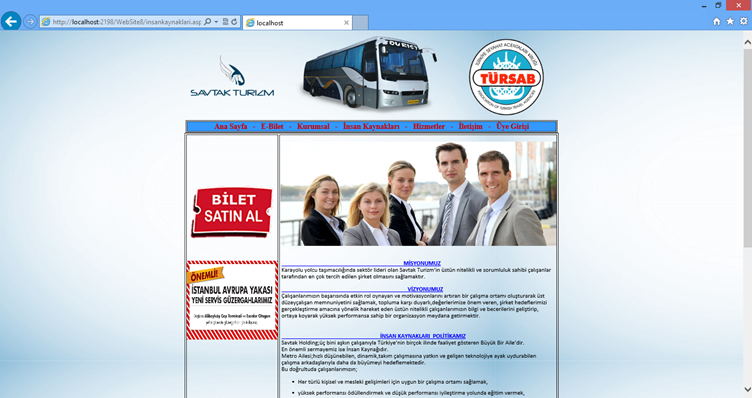 http://localhost:2198/WebSite8/insankaynaklari.asp
localhost
SAVTAK TURIZM
TOURIST
TÜRKİYE SEYAHAT ACENTALARI BİRLİĞİ
TÜRSAB
ASSOCIATION OF TURKISH TRAVEL AGENCIES
Ana Sayfa - E-Bilet - Kurumsal - İnsan Kaynakları - Hizmetler - İletişim - Üye Girişi
BİLET
SATIN AL
ÖNEMLİ!
İSTANBUL AVRUPA YAKASI
YENİ SERVİS GÜZERGAHLARIMIZ
MİSYONUMUZ
Karayolu yolcu taşımacılığında sektör lideri olan Savtak Turizm'in üstün nitelikli ve sorumluluk sahibi çalışanlar
tarafından en çok tercih edilen şirket olmasını sağlamaktır.
VİZYONUMUZ
Çalışanlarımızın başarısında etkin rol oynayan ve motivasyonlarını artıran bir çalışma ortamı oluşturarak üst
düzeyçalışan memnuniyetini sağlamak, topluma karşı duyarlı,değerlerimize önem veren, şirket hedeflerimizi
gerçekleştirme amacına yönelik hareket eden üstün nitelikli çalışanlarımızın bilgi ve becerilerini geliştirip,
ortaya koyarak yüksek performansa sahip bir organizasyon meydana getirmektir.
İNSAN KAYNAKLARI POLİTİKAMIZ
Savtak Holding;üç bini aşkın çalışanıyla Türkiye'nin birçok ilinde faaliyet gösteren Büyük Bir Aile'dir.
En önemli sermayemiz ise İnsan Kaynağıdır.
Metro Ailesi;hızlı düşünebilen, dinamik,takım çalışmasına yatkın ve gelişen teknolojiye ayak uydurabilen
çalışma arkadaşlarıyla daha da büyümeyi hedeflemektedir.
Bu doğrultuda çalışanlarımızın;
• Her türlü kişisel ve mesleki gelişimleri için uygun bir çalışma ortamı sağlamak,
• yüksek performansı ödüllendirmek ve düşük performansı iyileştirme yolunda eğitim vermek,